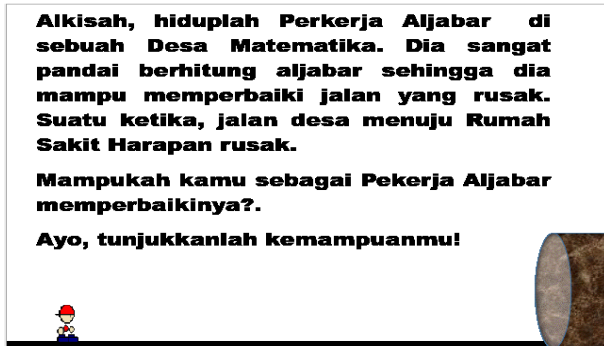 Alkisah, hiduplah Perkerja Aljabar di
sebuah Desa Matematika. Dia sangat
pandai berhitung aljabar sehingga dia
mampu memperbaiki jalan yang rusak.
Suatu ketika, jalan desa menuju Rumah
Sakit Harapan rusak.
Mampukah kamu sebagai Pekerja Aljabar
memperbaikinya?.
Ayo, tunjukkanlah kemampuanmu!